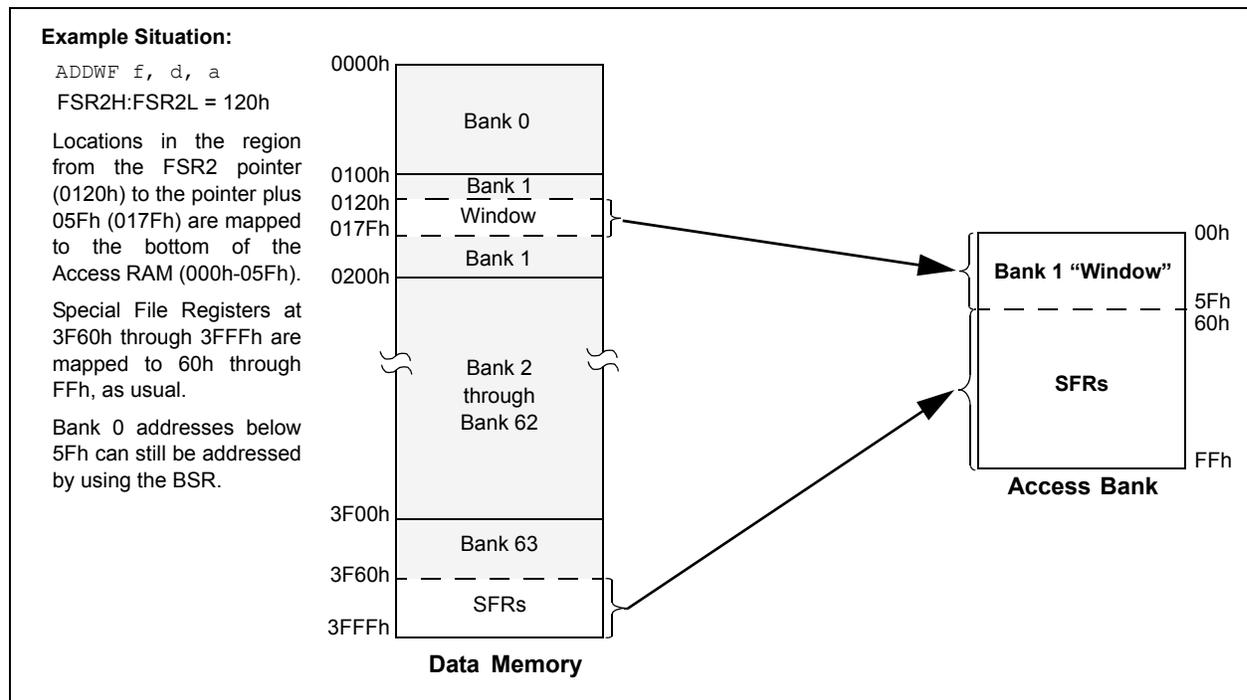 Example Situation:
ADDWF f, d, a
FSR2H:FSR2L = 120h
Locations in the region
from the FSR2 pointer
(0120h) to the pointer plus
05Fh (017Fh) are mapped
to the bottom of the
Access RAM (000h-05Fh).
Special File Registers at
3F60h through 3FFFh are
mapped to 60h through
FFh, as usual.
Bank 0 addresses below
5Fh can still be addressed
by using the BSR.
0000h
Bank 0
0100h
Bank 1
0120h
Window
017Fh
Bank 1
0200h
Bank 2
through
Bank 62
3F00h
Bank 63
3F60h
SFRs
3FFFh
Data Memory
00h
Bank 1 “Window”
5Fh
60h
SFRs
FFh
Access Bank